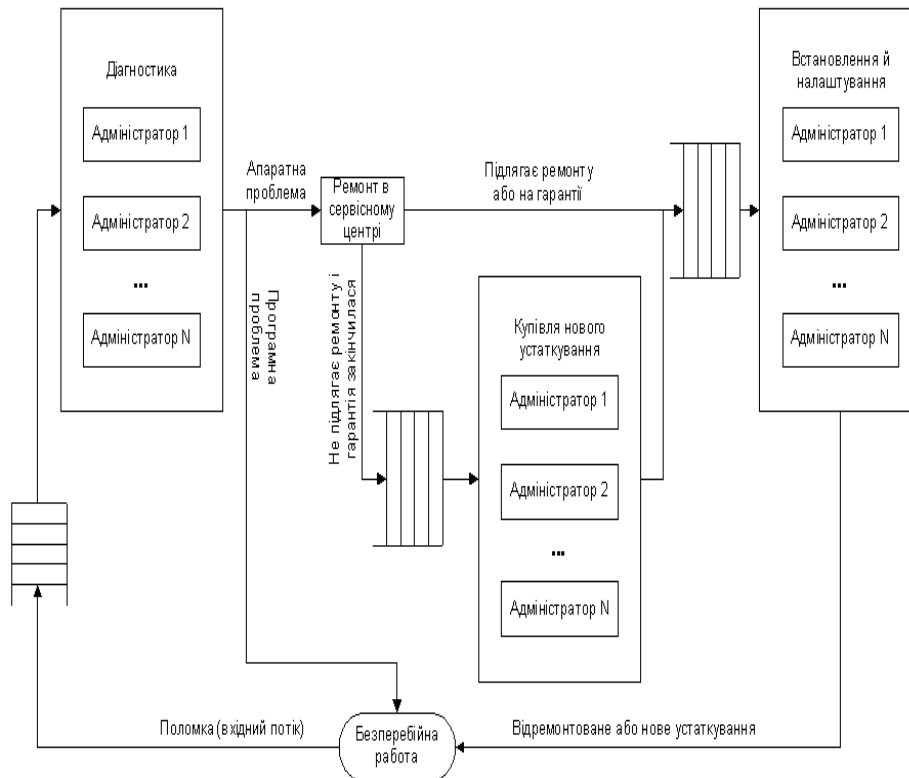 Діагностика
Адміністратор 1
Адміністратор 2
...
Адміністратор N
Апаратна
проблема
Ремонт в
сервісному
центрі
Підлягає ремонту
або на гарантії
Встановлення й
налаштування
Адміністратор 1
Адміністратор 2
...
Адміністратор N
Програмна
проблема
Не підлягає ремонту і
гарантія закінчилася
Купівля нового
устаткування
Адміністратор 1
Адміністратор 2
...
Адміністратор N
Поломка (вхідний потік)
Безперебійна
работа
Відремонтоване або нове устаткування